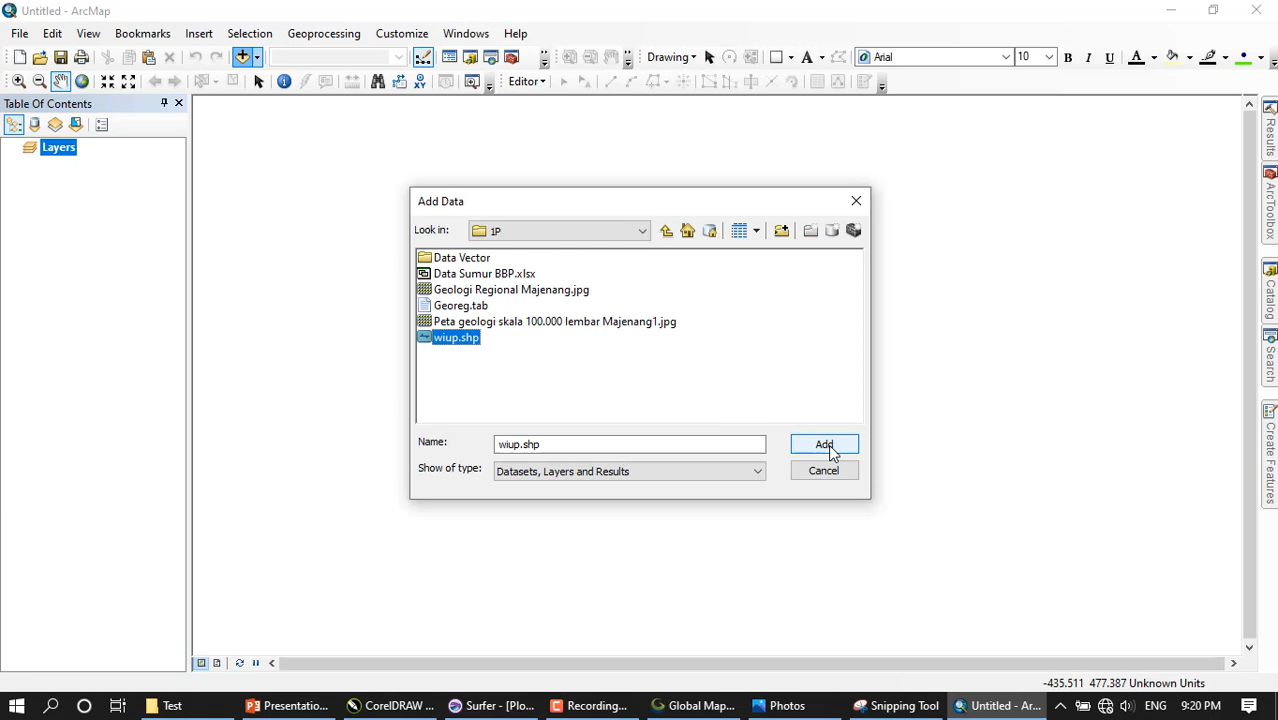 Untitled - ArcMap
File Edit View Bookmarks Insert Selection Geoprocessing Customize Windows Help
Drawing Arial 10 B I U A
Editor
Table Of Contents
Layers
Add Data
Look in: 1P
Data Vector
Data Sumur BBP.xlsx
Geologi Regional Majenang.jpg
Georeg.tab
Peta geologi skala 100.000 lembar Majenang1.jpg
wiup.shp
Name: wiup.shp Add
Show of type: Datasets, Layers and Results Cancel
Results
ArcToolbox
Catalog
Search
Create Features
-435.511 477.387 Unknown Units
Test Presentatio... CorelDRAW ... Surfer - [Plo... Recording... Global Map... Photos Snipping Tool Untitled - Ar... 9:20 PM